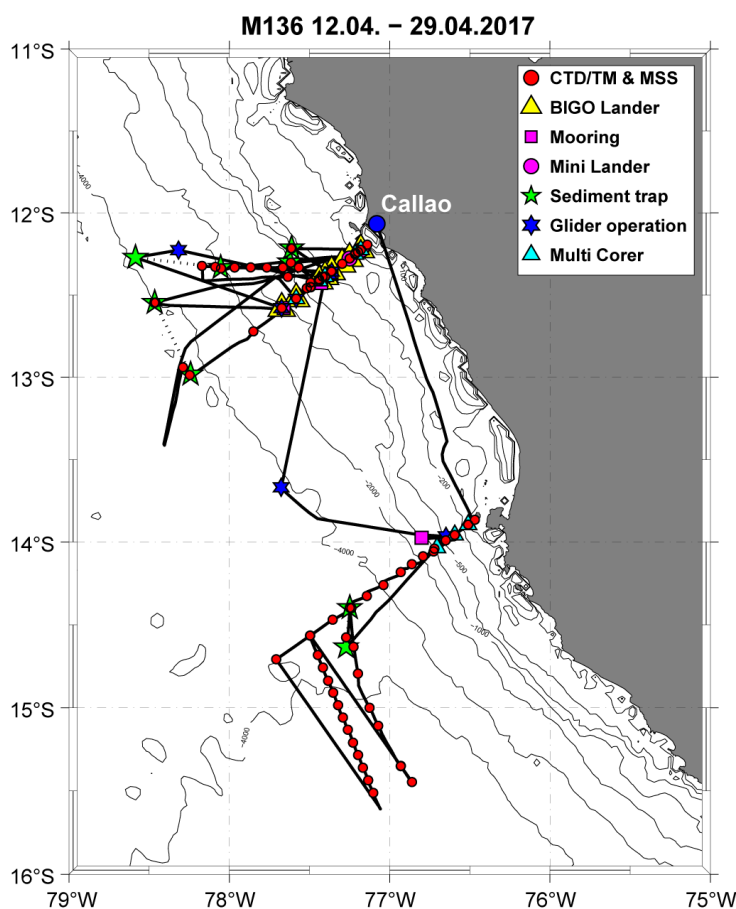 M136 12.04. – 29.04.2017
11°S
12°S
13°S
14°S
15°S
16°S
79°W
78°W
77°W
76°W
75°W
CTD/TM & MSS
BIGO Lander
Mooring
Mini Lander
Sediment trap
Glider operation
Multi Corer
Callao
-4000
-200
-2000
-4000
-500
-1000
-4000